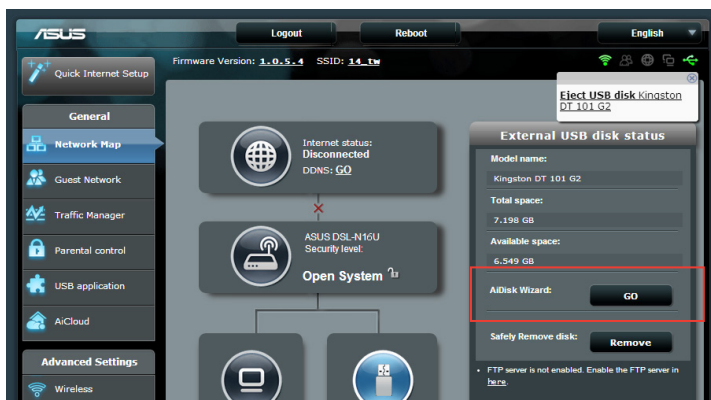 ASUS
Logout
Reboot
English
Quick Internet Setup
Firmware Version: 1.0.5.4 SSID: 14_tw
Eject USB disk Kingston
DT 101 G2
General
Network Map
Guest Network
Traffic Manager
Parental control
USB application
AiCloud
Advanced Settings
Wireless
Internet status:
Disconnected
DDNS: GO
ASUS DSL-N16U
Security level:
Open System
External USB disk status
Model name:
Kingston DT 101 G2
Total space:
7.198 GB
Available space:
6.549 GB
AiDisk Wizard:
GO
Safely Remove disk:
Remove
• FTP server is not enabled. Enable the FTP server in
here.